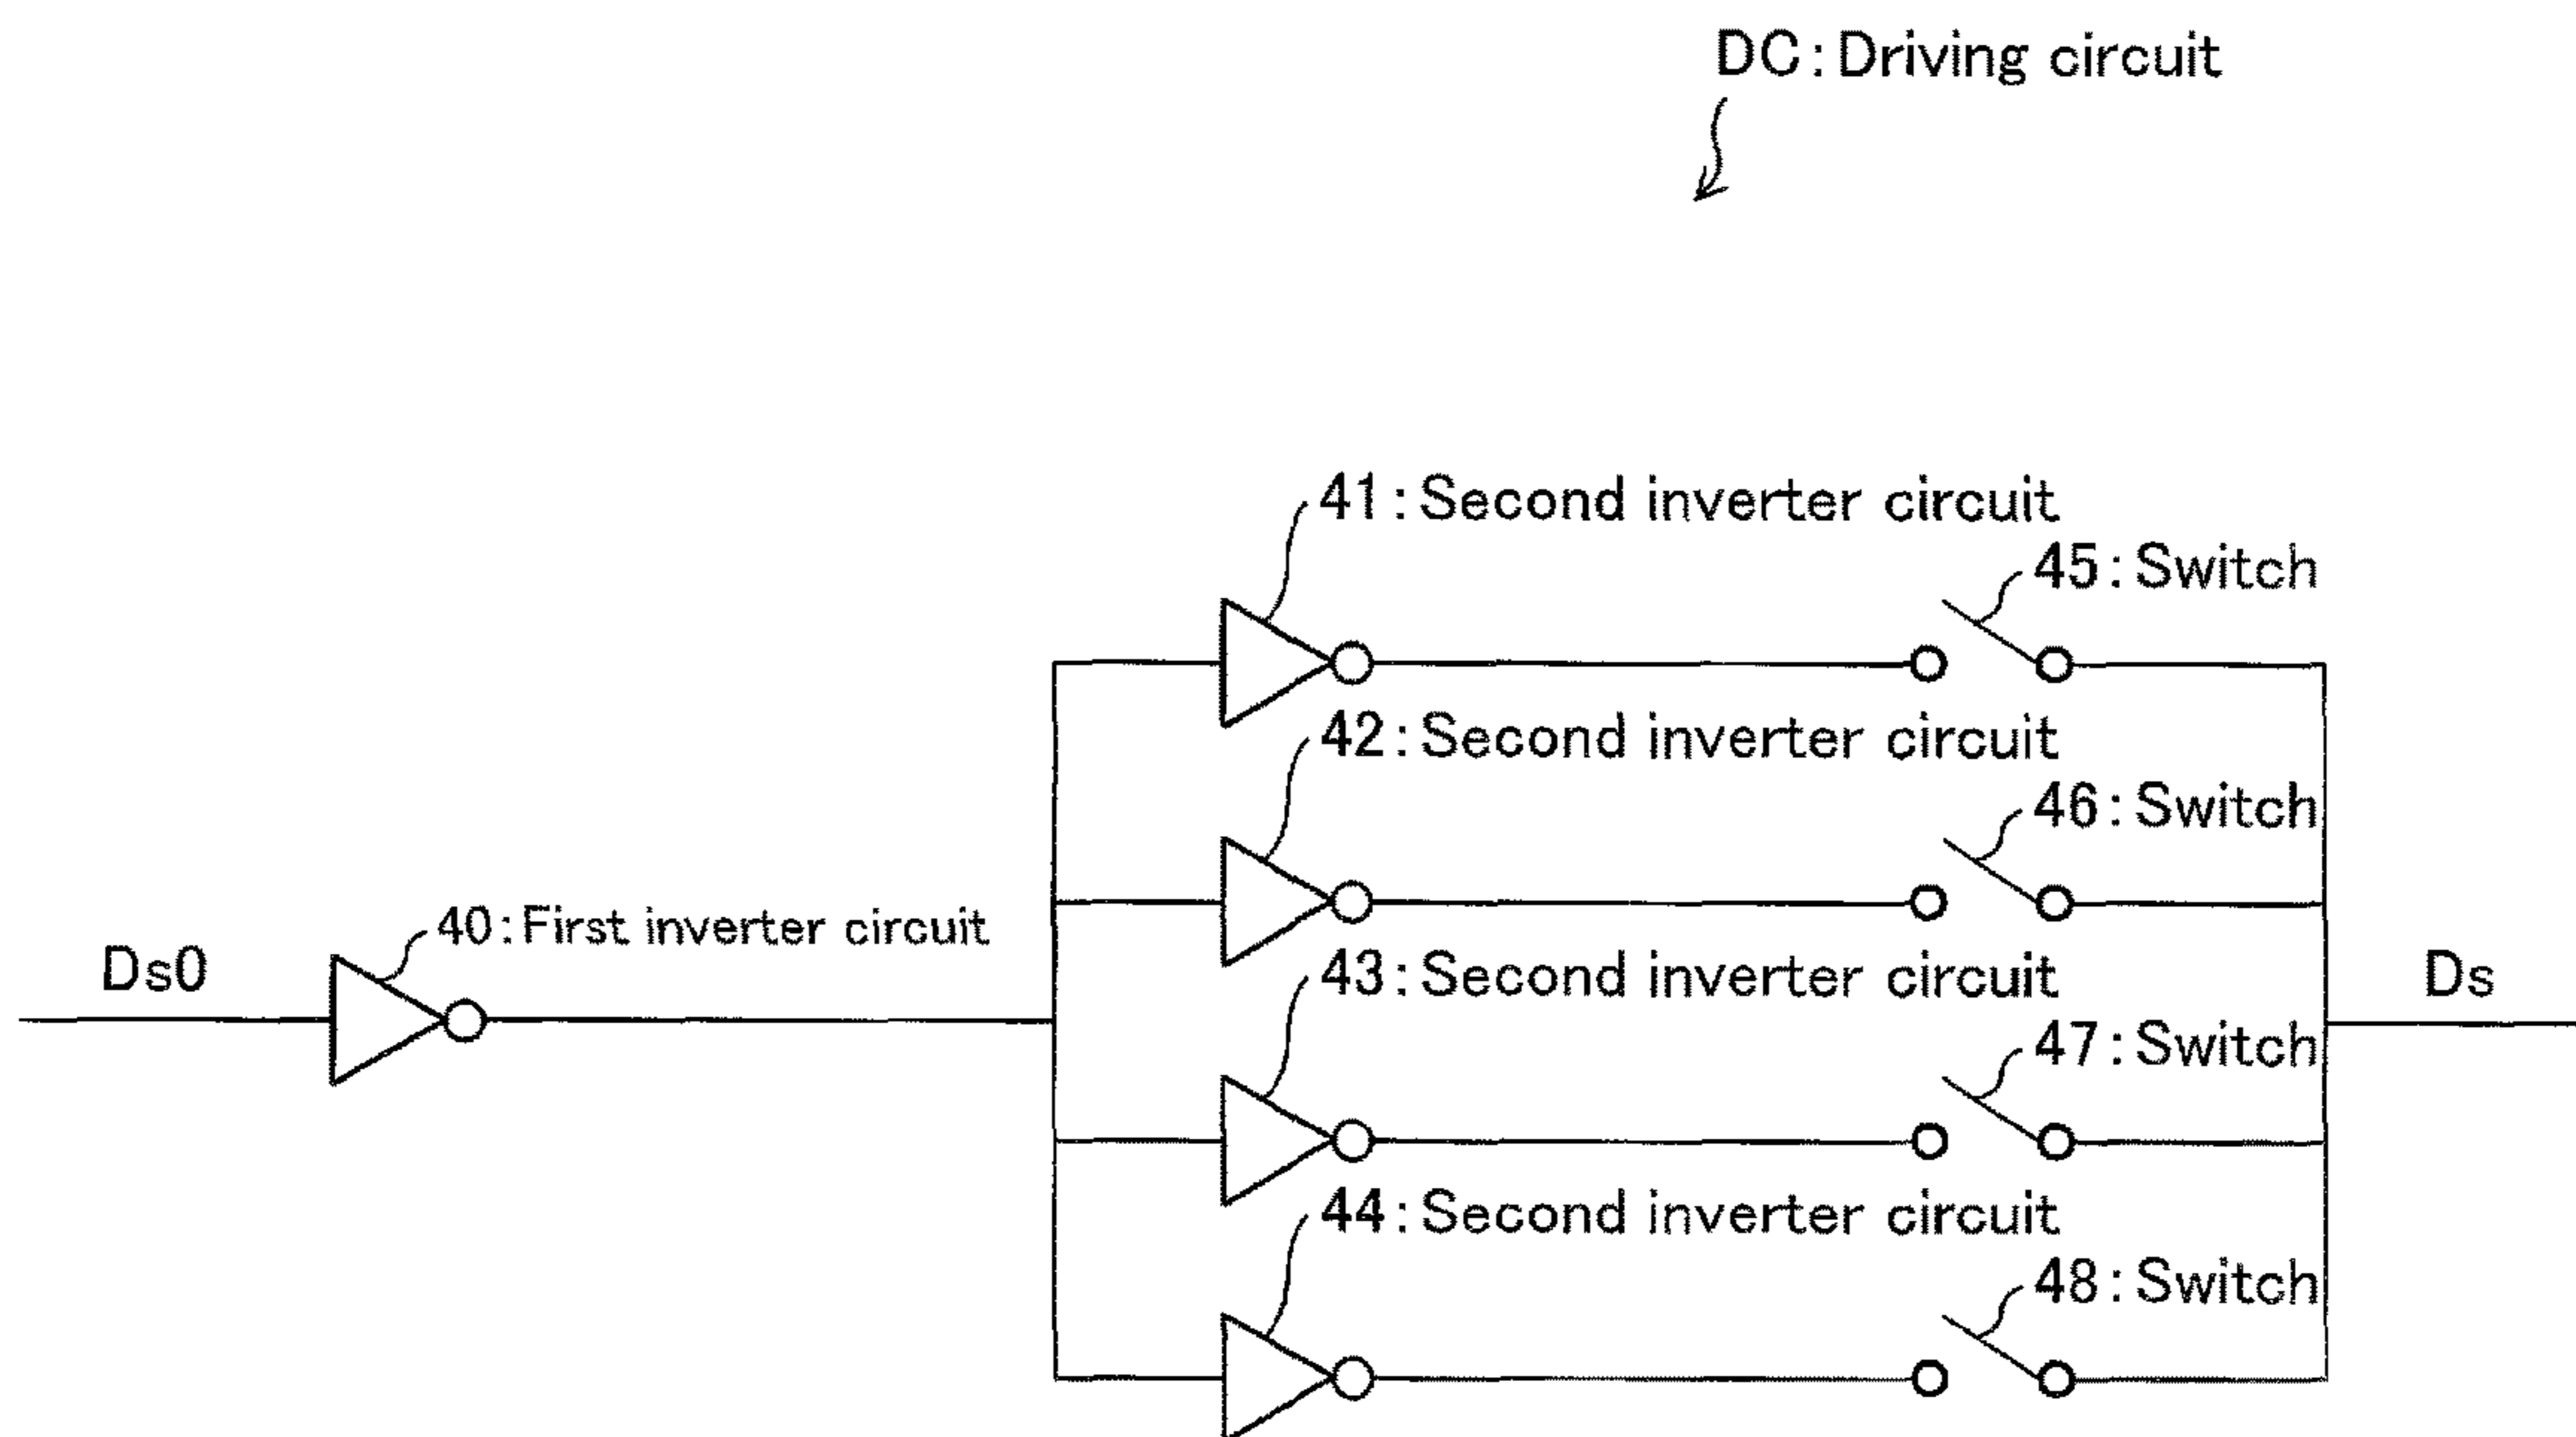 DC:Driving circuit
41:Second inverter circuit
45:Switch
42:Second inverter circuit
46:Switch
40:First inverter circuit
Ds0
43:Second inverter circuit
Ds
47:Switch
44:Second inverter circuit
48:Switch